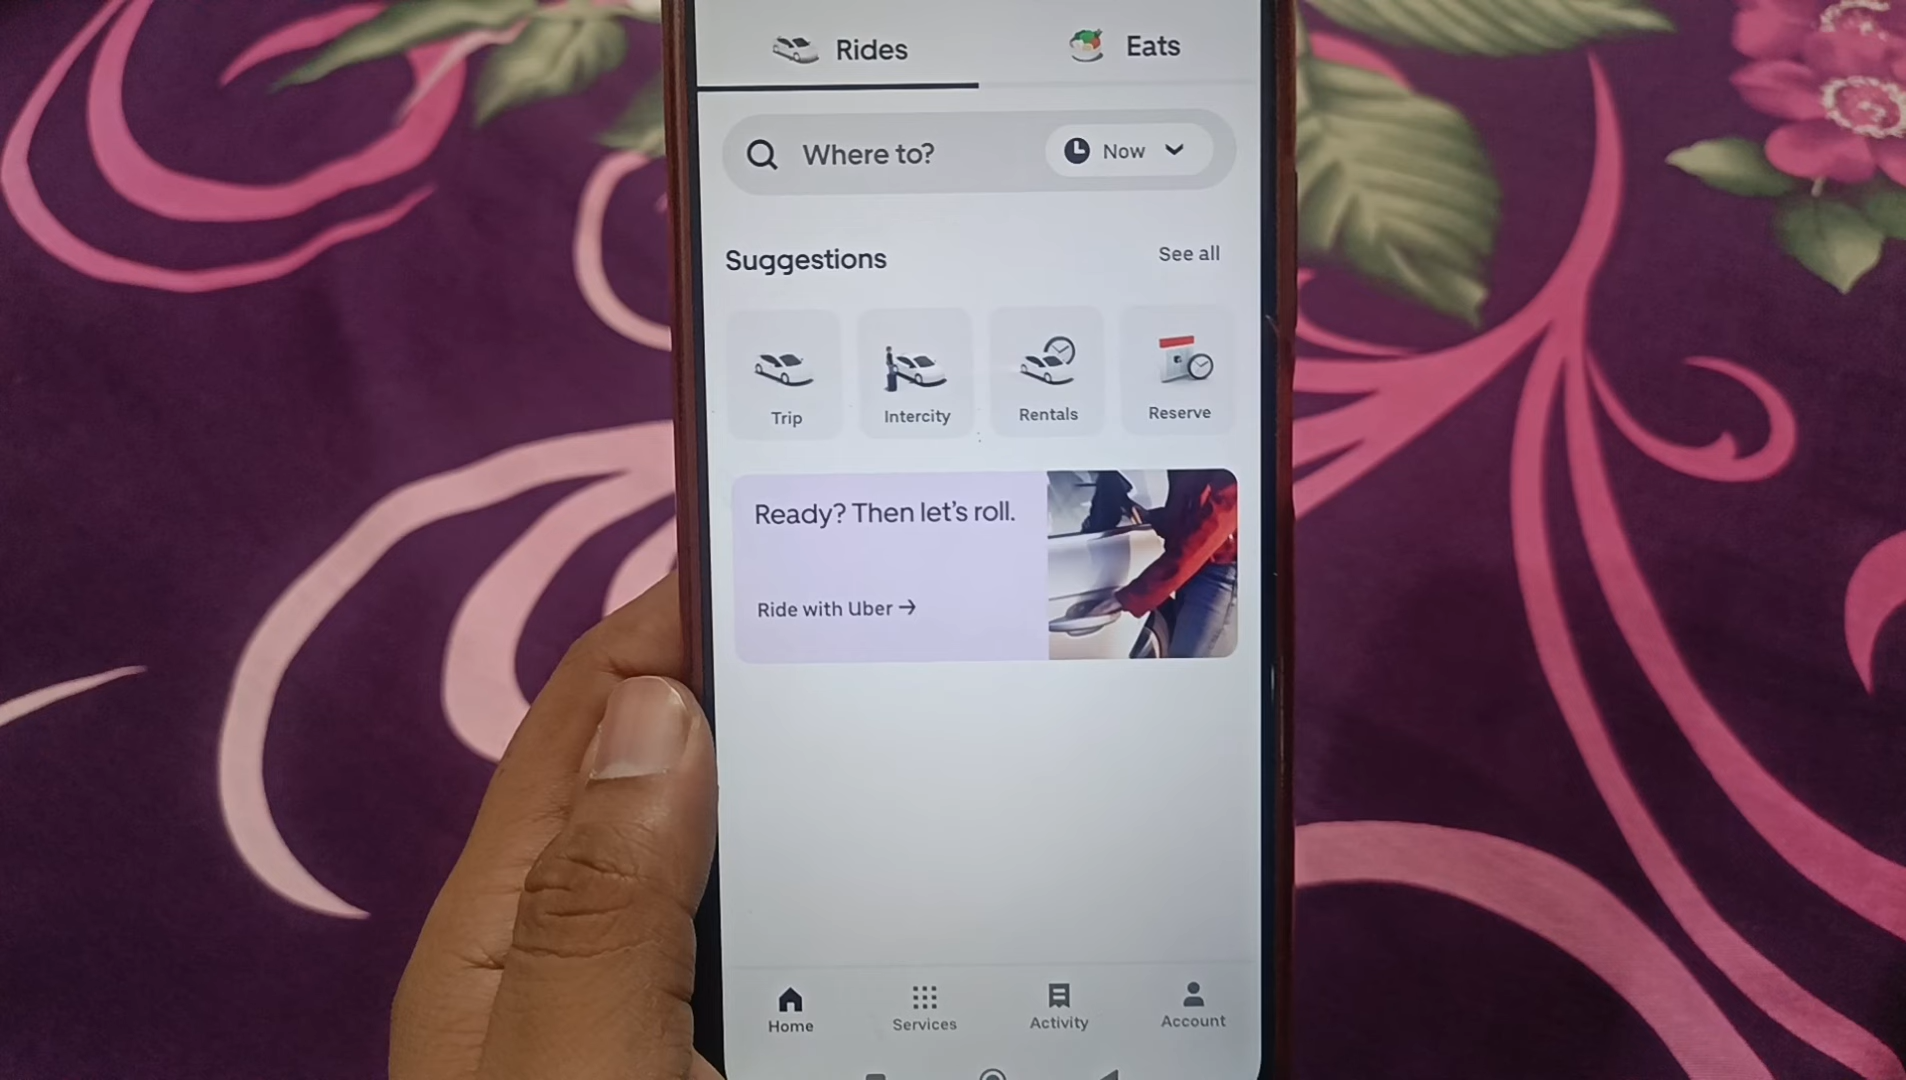 Rides
Eats
Where to?
Now
Suggestions
See all
Trip
Intercity
Rentals
Reserve
Ready? Then let's roll.
Ride with Uber →
Home
Services
Activity
Account